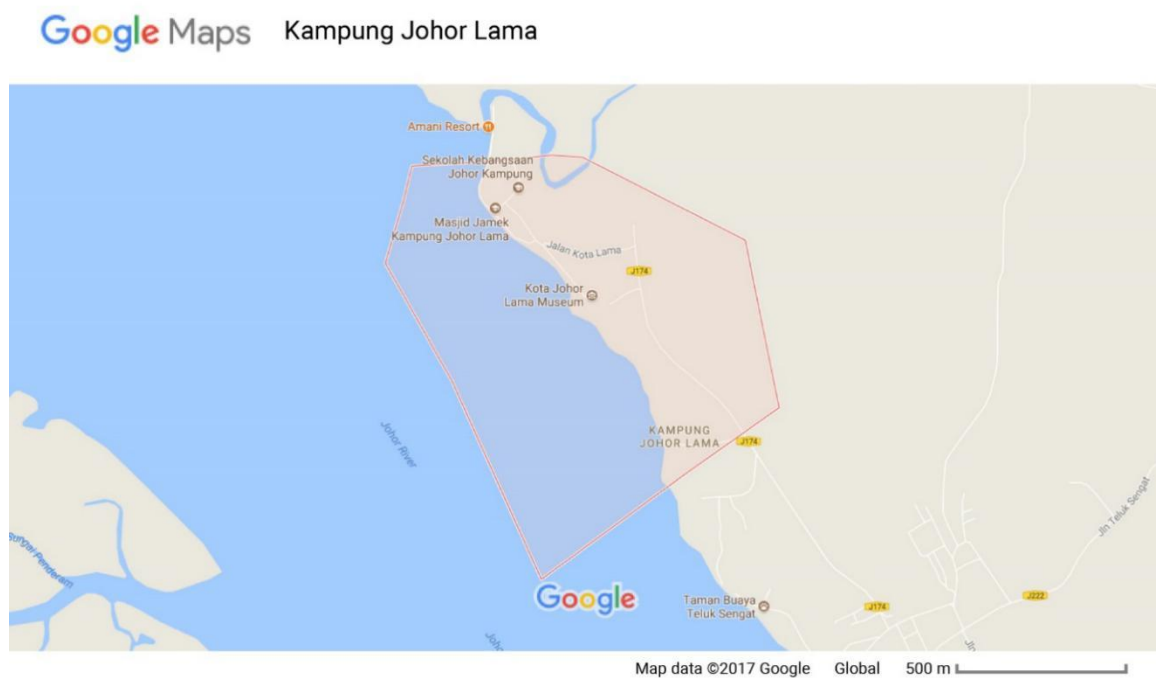 Google Maps Kampung Johor Lama
Amani Resort
Sekolah Kebangsaan
Johor Kampung
Masjid Jamek
Kampung Johor Lama
Jalan Kota Lama
J174
Kota Johor
Lama Museum
Johor River
KAMPUNG
JOHOR LAMA
J174
Jln Teluk Sengat
Google
Taman Buaya
Teluk Sengat
J174
J222
Map data ©2017 Google Global 500 m